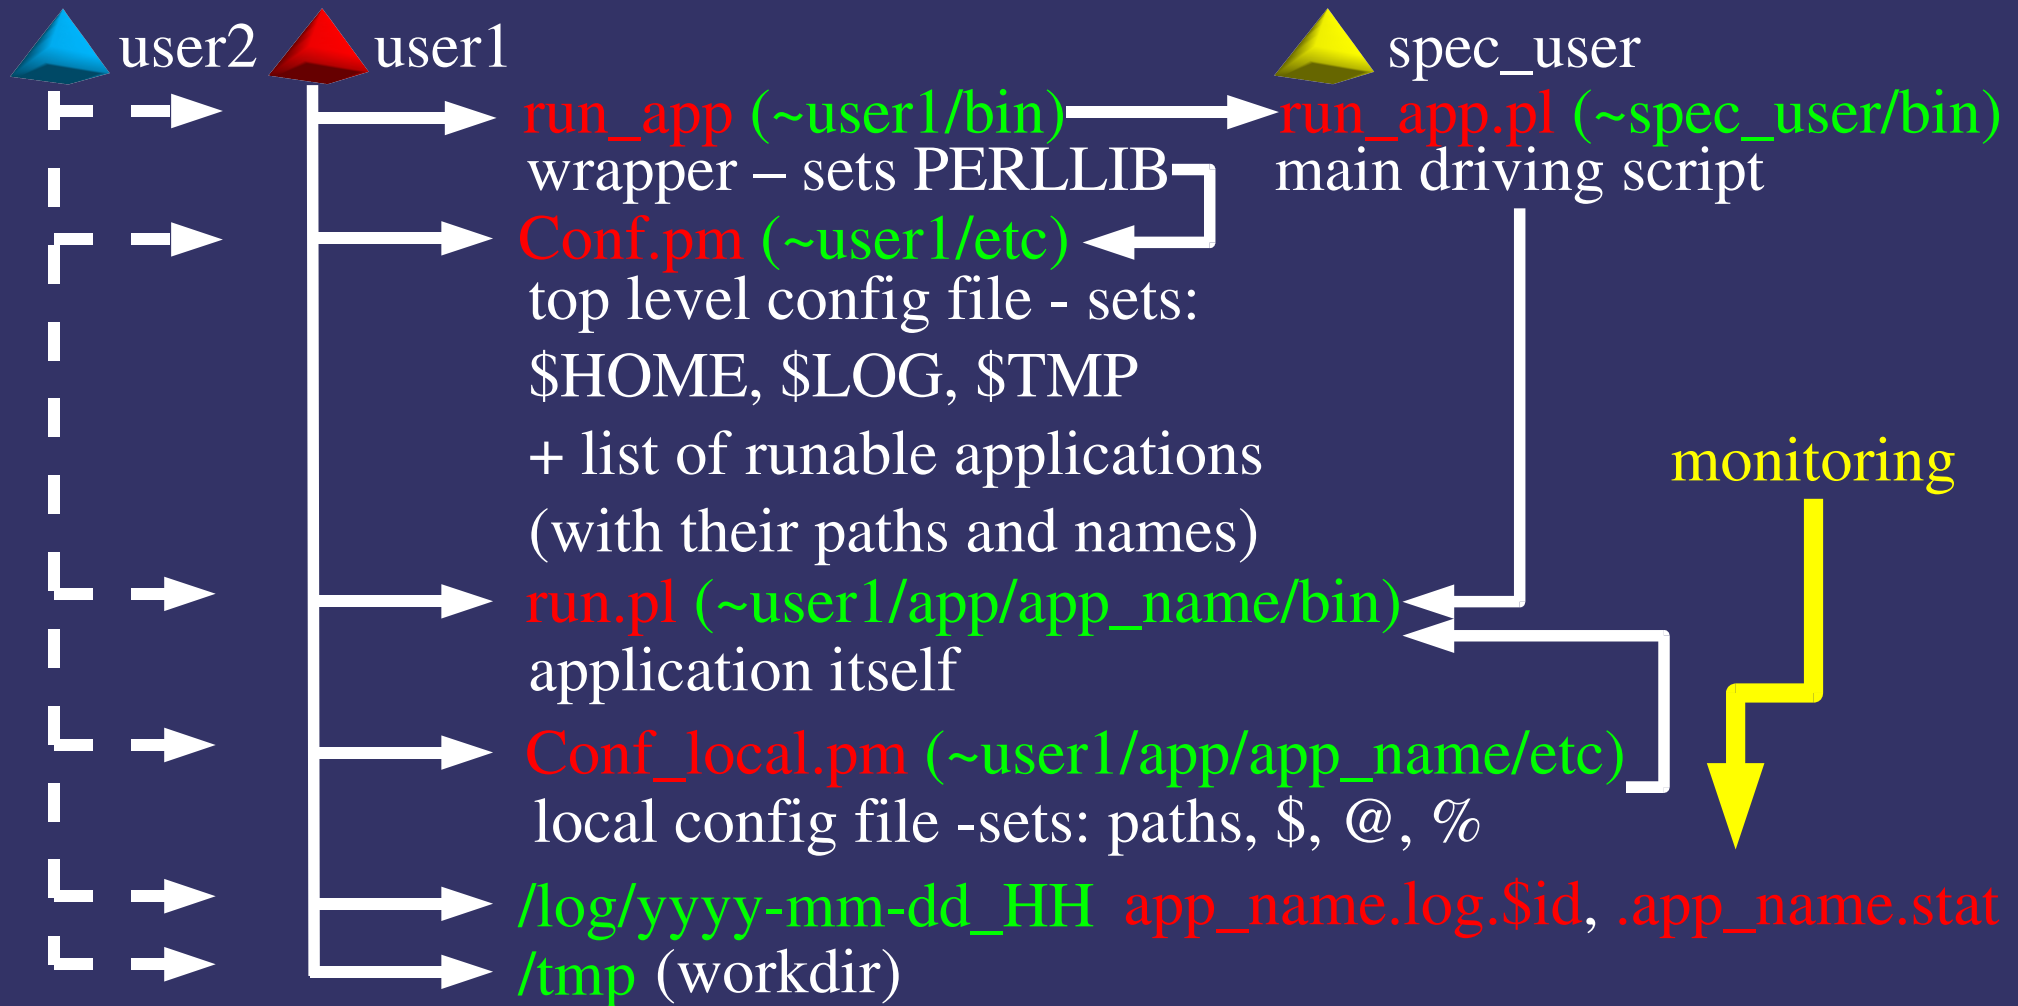 user2 user1 spec_user
run_app (~user1/bin) run_app.pl (~spec_user/bin)
wrapper – sets PERLLIB main driving script
Conf.pm (~user1/etc)
top level config file - sets:
$HOME, $LOG, $TMP
+ list of runable applications
monitoring
(with their paths and names)
run.pl (~user1/app/app_name/bin)
application itself
Conf_local.pm (~user1/app/app_name/etc)
local config file -sets: paths, $, @, %
/log/yyyy-mm-dd_HH app_name.log.$id, .app_name.stat
/tmp (workdir)